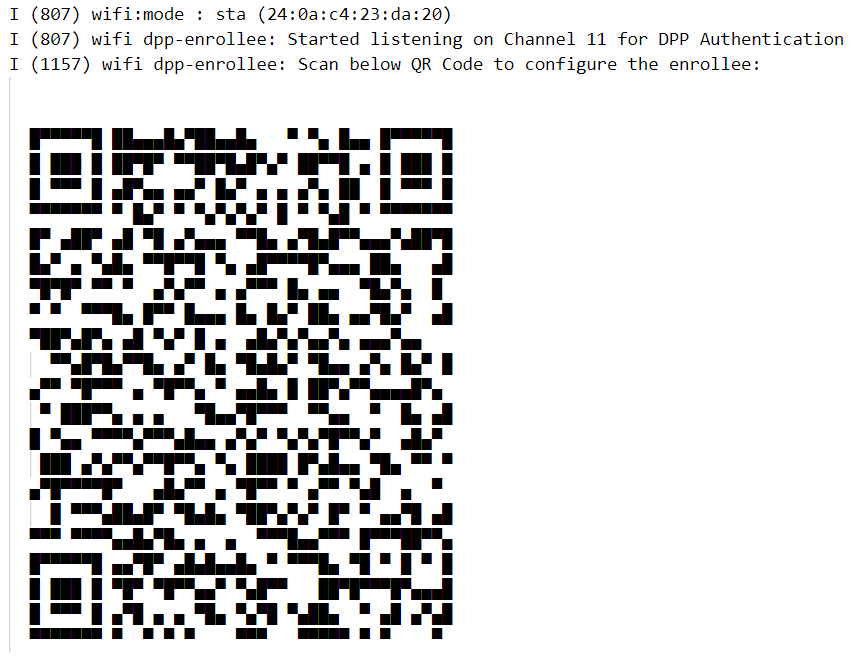 I (807) wifi:mode : sta (24:0a:c4:23:da:20)
I (807) wifi dpp-enrollee: Started listening on Channel 11 for DPP Authentication
I (1157) wifi dpp-enrollee: Scan below QR Code to configure the enrollee: